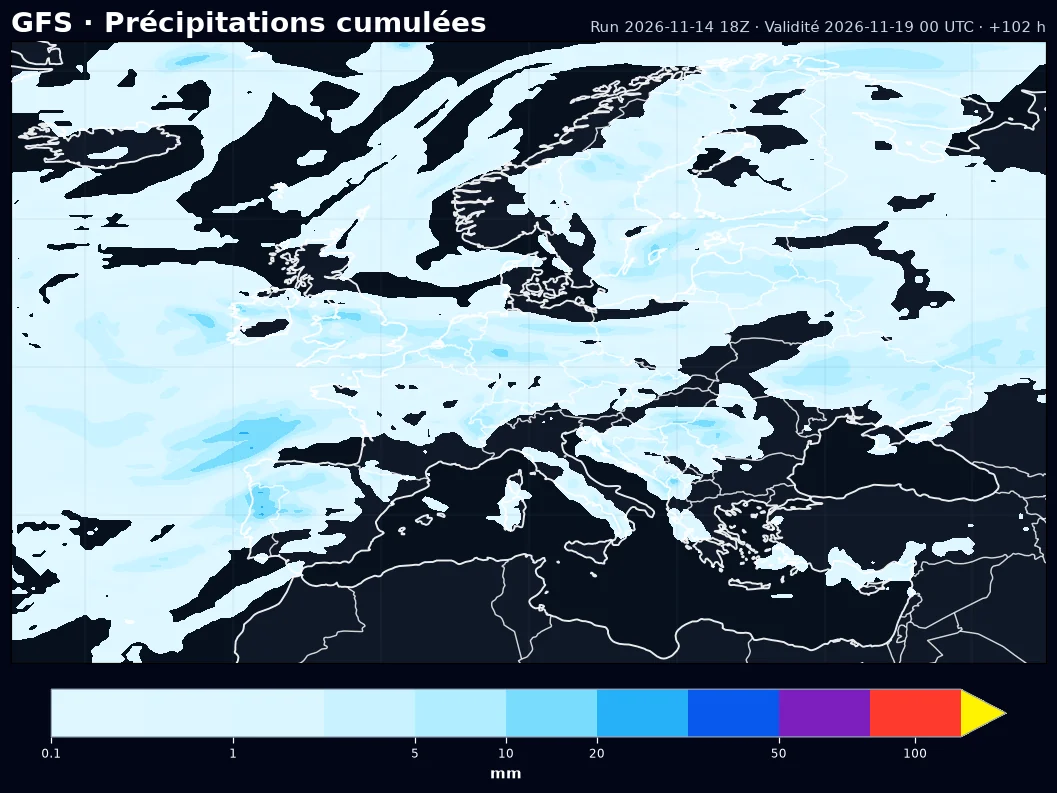 GFS · Précipitations cumulées
Run 2026-11-14 18Z · Validité 2026-11-19 00 UTC · +102 h
0.1 1 5 10 20 50 100
mm